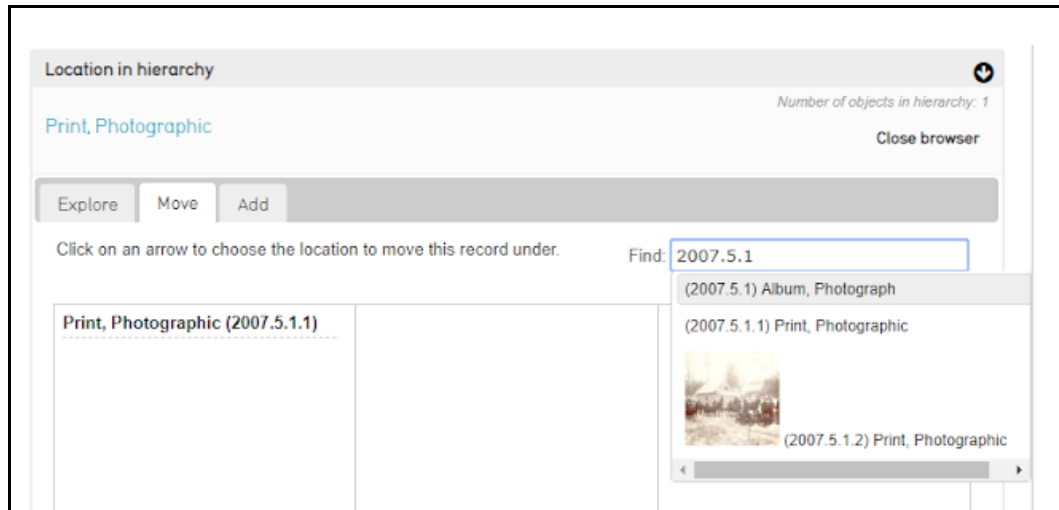 Location in hierarchy
Number of objects in hierarchy: 1
Print, Photographic
Close browser
Explore Move Add
Click on an arrow to choose the location to move this record under. Find: 2007.5.1
(2007.5.1) Album, Photograph
Print, Photographic (2007.5.1.1)
(2007.5.1.1) Print, Photographic
(2007.5.1.2) Print, Photographic